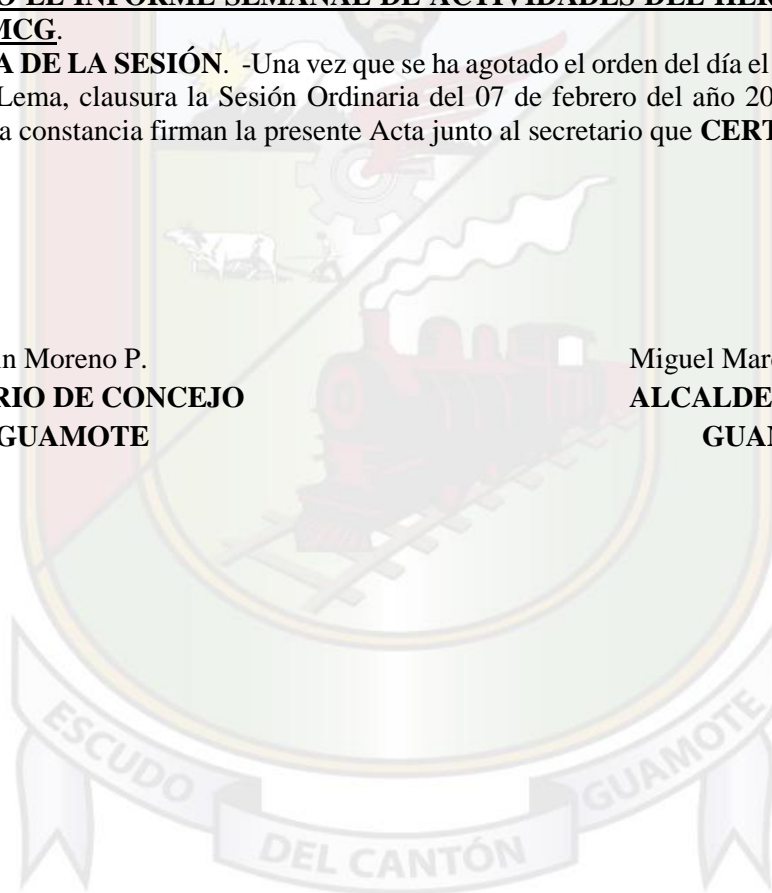 O EL INFORME SEMANAL DE ACTIVIDADES DEL HER
MCG.
A DE LA SESIÓN. -Una vez que se ha agotado el orden del día el
Lema, clausura la Sesión Ordinaria del 07 de febrero del año 20
a constancia firman la presente Acta junto al secretario que CERT
n Moreno P.
Miguel Mar
RIO DE CONCEJO
ALCALDE
GUAMOTE
GUA
ESCUDO
DEL CANTÓN
GUAMOTE